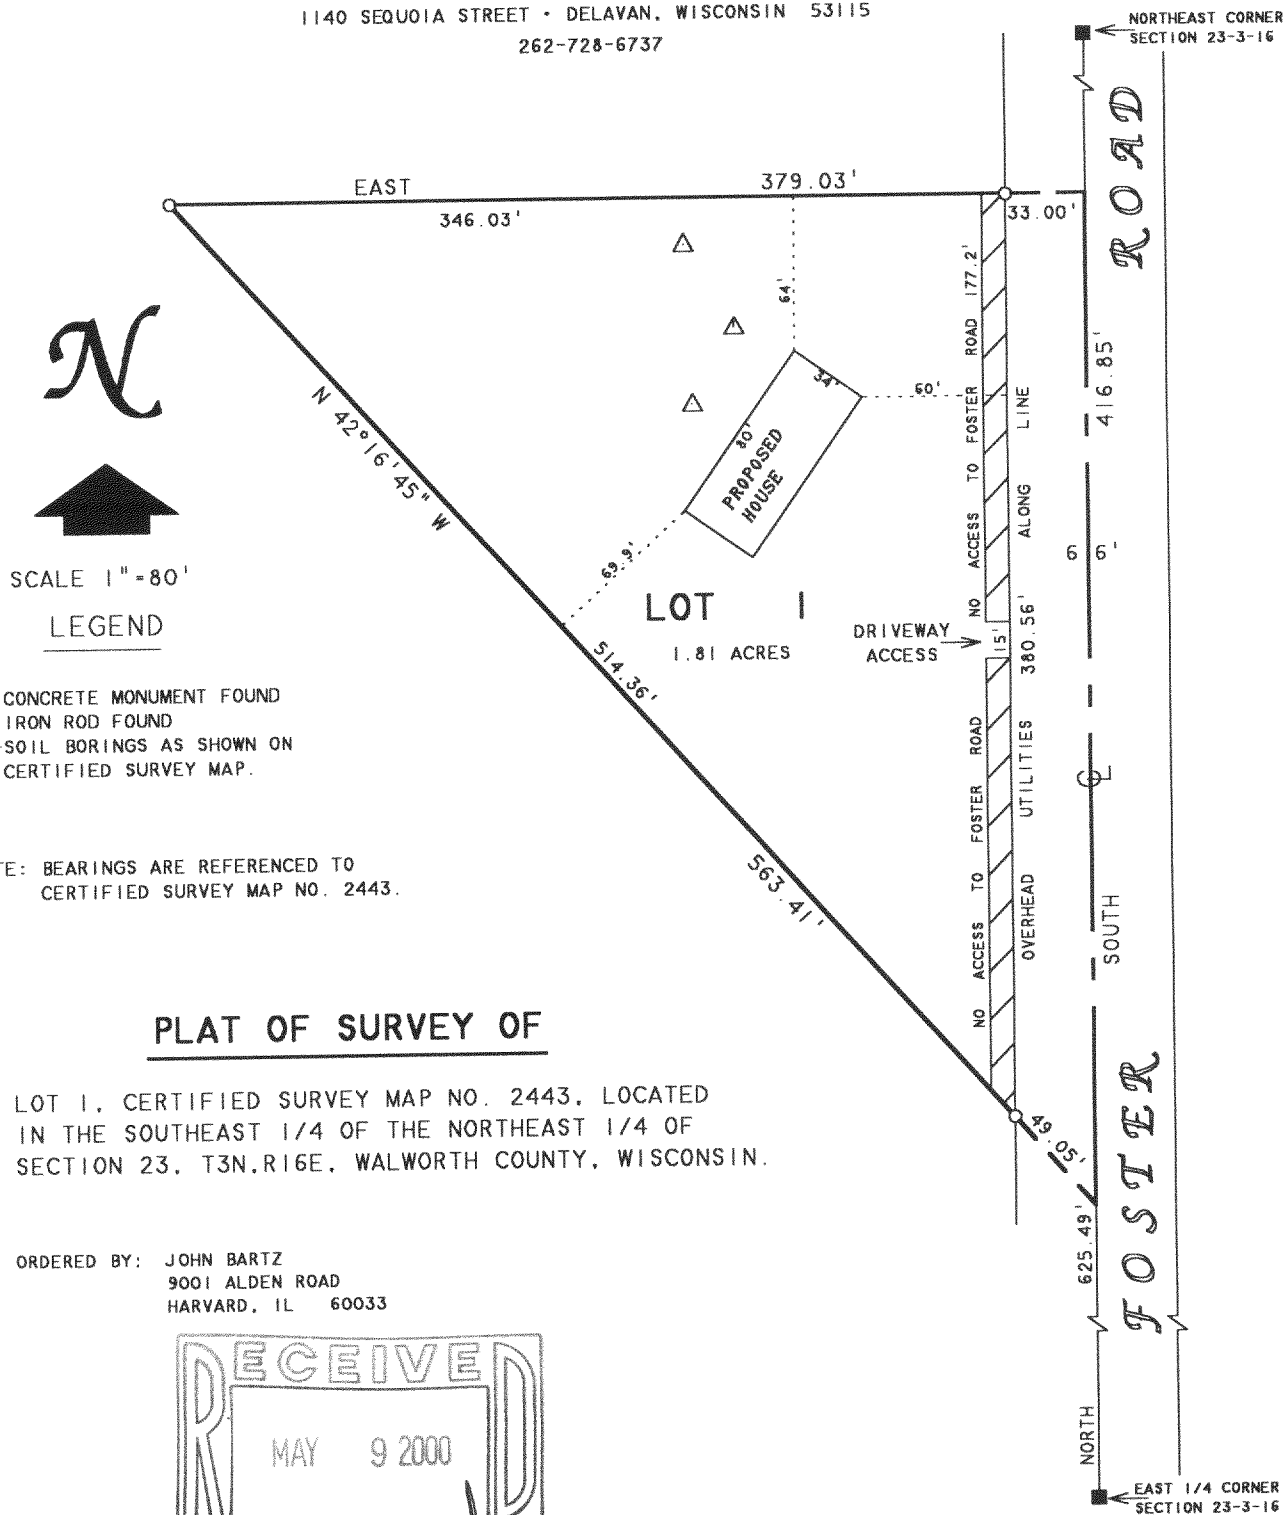 1140 SEQUOIA STREET • DELAVAN, WISCONSIN 53115
262-728-6737
NORTHEAST CORNER
SECTION 23-3-16
ROAD
EAST
379.03'
346.03'
33.00'
64'
34'
60'
80'
PROPOSED
HOUSE
69.9'
NO ACCESS TO FOSTER ROAD 177.2'
OVERHEAD UTILITIES ALONG LINE
416.85'
66'
N
N 42°16'45" W
SCALE 1"=80'
LEGEND
LOT 1
1.81 ACRES
DRIVEWAY
ACCESS
15'
380.56'
514.36'
CONCRETE MONUMENT FOUND
IRON ROD FOUND
SOIL BORINGS AS SHOWN ON
CERTIFIED SURVEY MAP.
NO ACCESS TO FOSTER ROAD
CL
563.41'
TE: BEARINGS ARE REFERENCED TO
CERTIFIED SURVEY MAP NO. 2443.
SOUTH
PLAT OF SURVEY OF
LOT 1, CERTIFIED SURVEY MAP NO. 2443, LOCATED
IN THE SOUTHEAST 1/4 OF THE NORTHEAST 1/4 OF
SECTION 23, T3N,R16E, WALWORTH COUNTY, WISCONSIN.
49.05'
FOSTER
625.49'
ORDERED BY: JOHN BARTZ
9001 ALDEN ROAD
HARVARD, IL 60033
RECEIVED
MAY 9 2000
NORTH
EAST 1/4 CORNER
SECTION 23-3-16